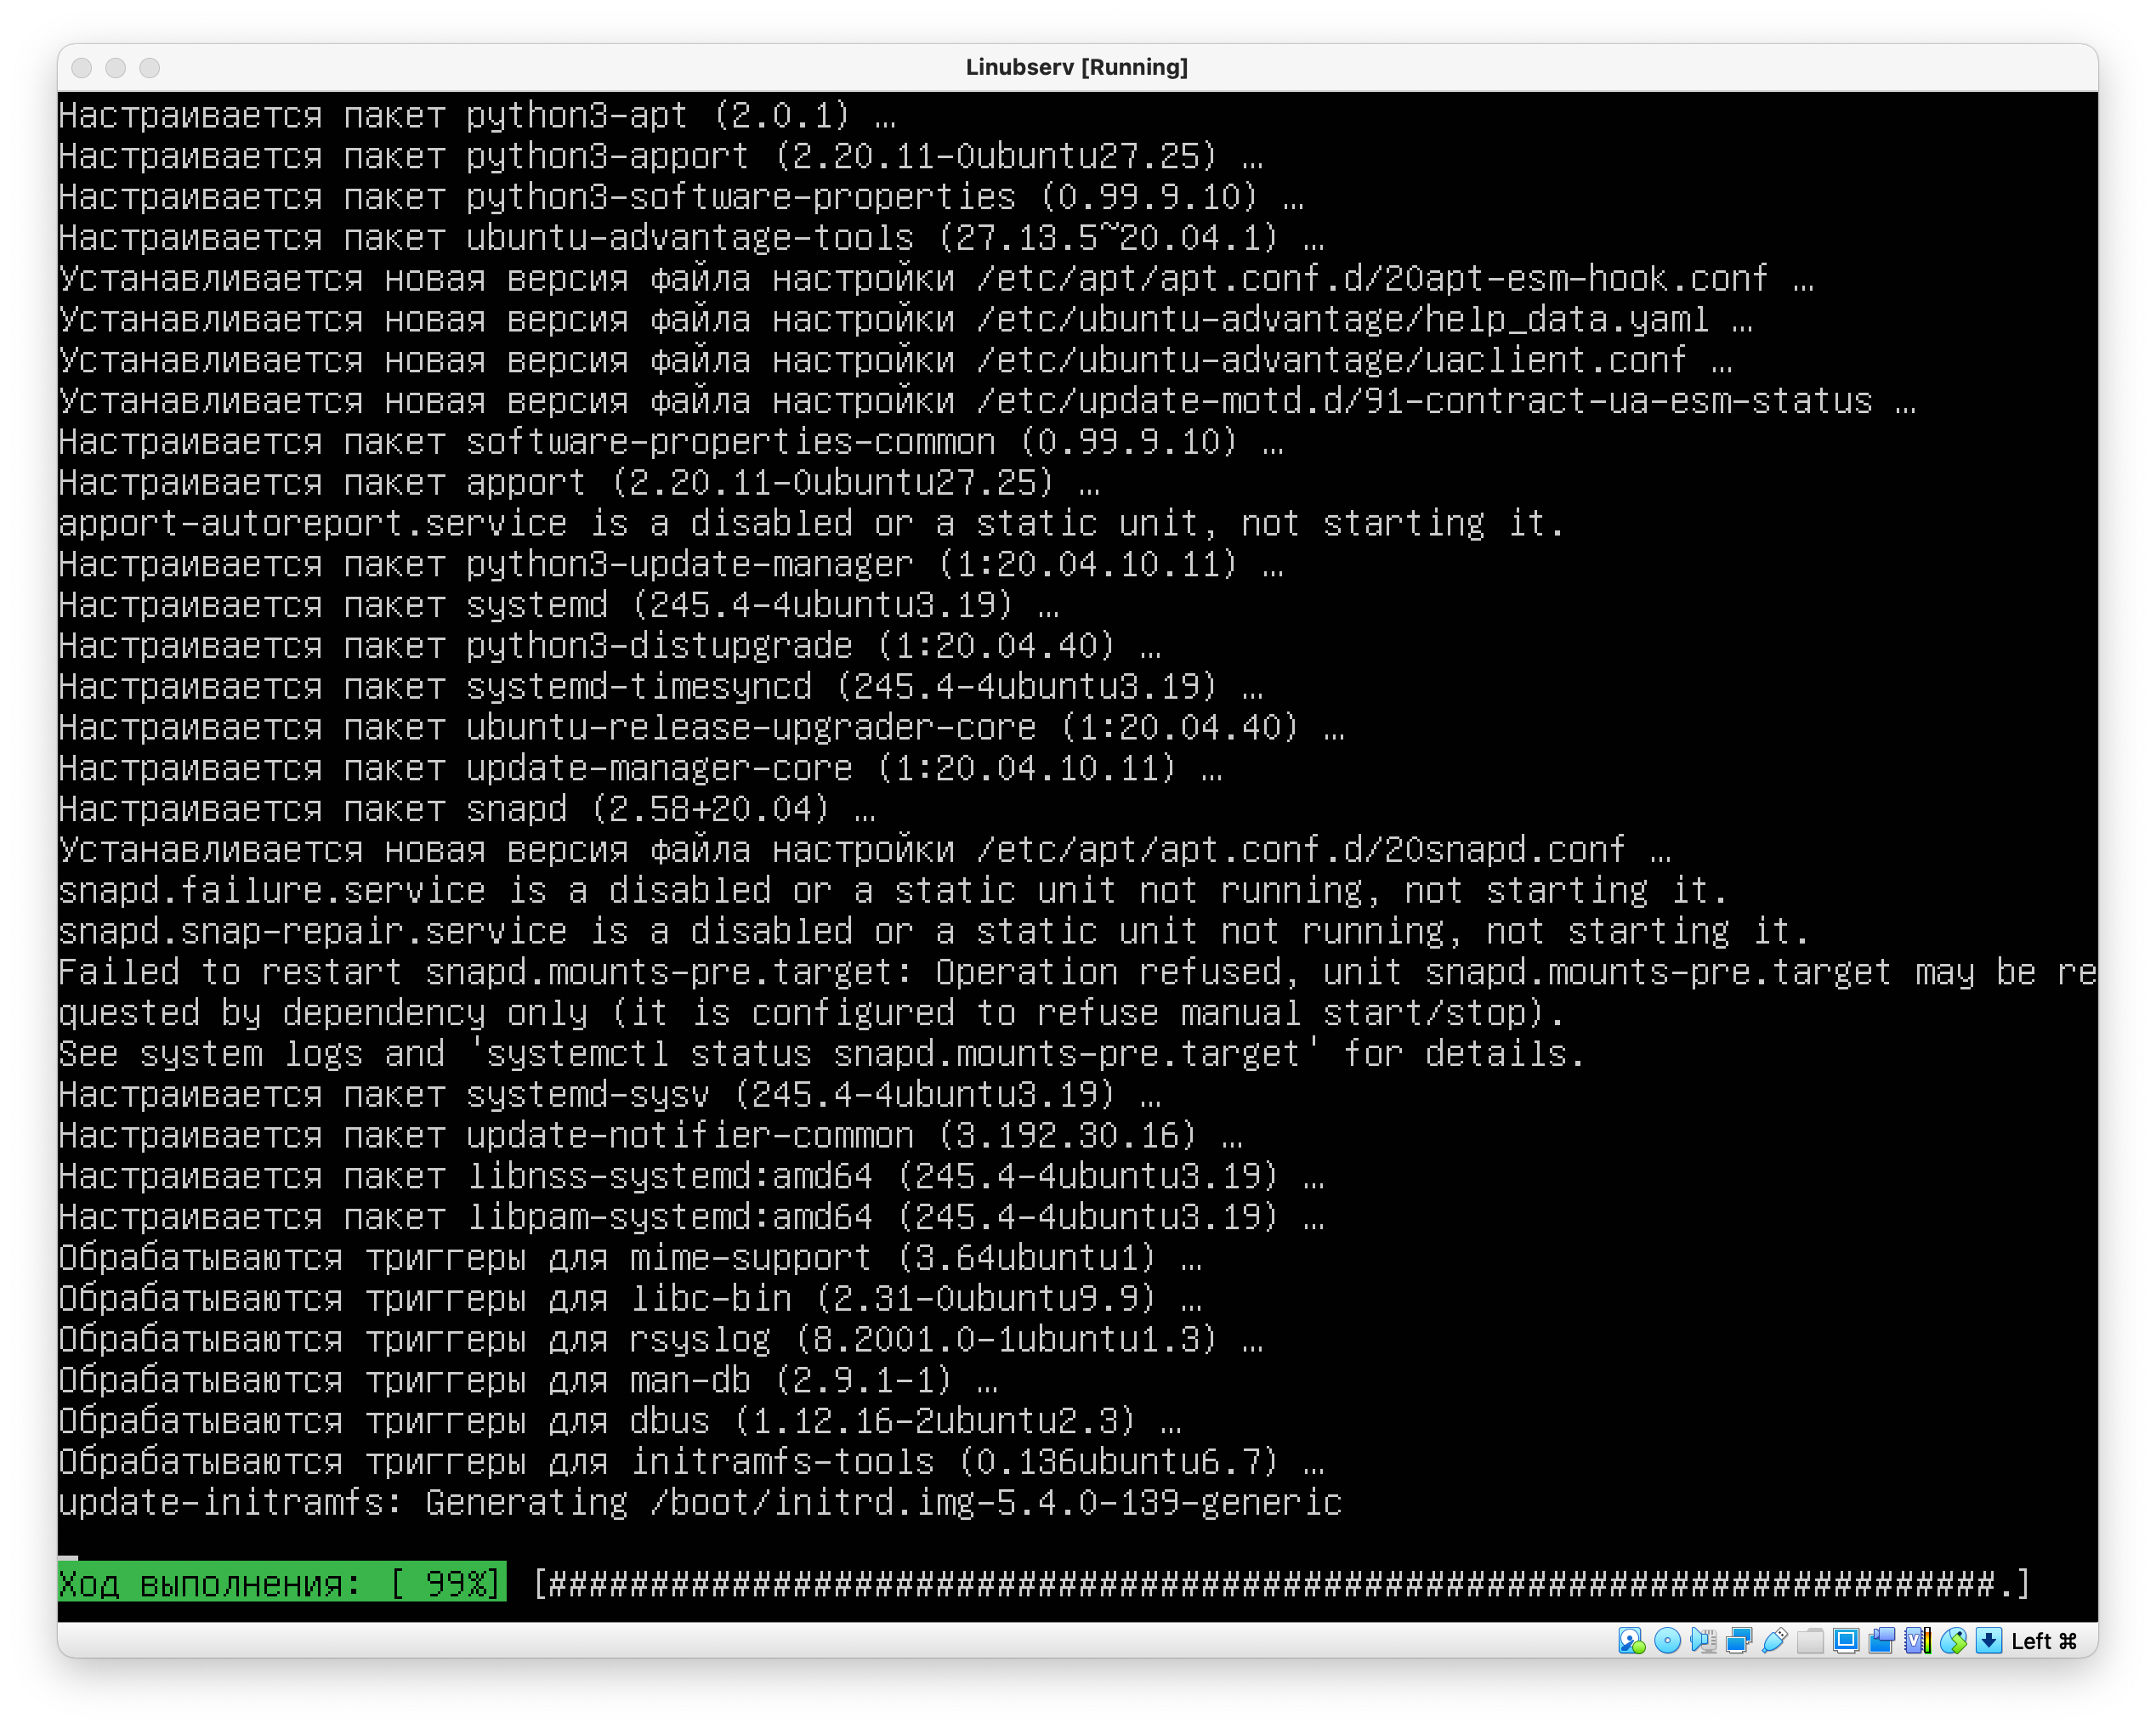 Linubserv [Running]
Настраивается пакет python3-apt (2.0.1) …
Настраивается пакет python3-apport (2.20.11-0ubuntu27.25) …
Настраивается пакет python3-software-properties (0.99.9.10) …
Настраивается пакет ubuntu-advantage-tools (27.13.5~20.04.1) …
Устанавливается новая версия файла настройки /etc/apt/apt.conf.d/20apt-esm-hook.conf …
Устанавливается новая версия файла настройки /etc/ubuntu-advantage/help_data.yaml …
Устанавливается новая версия файла настройки /etc/ubuntu-advantage/uaclient.conf …
Устанавливается новая версия файла настройки /etc/update-motd.d/91-contract-ua-esm-status …
Настраивается пакет software-properties-common (0.99.9.10) …
Настраивается пакет apport (2.20.11-0ubuntu27.25) …
apport-autoreport.service is a disabled or a static unit, not starting it.
Настраивается пакет python3-update-manager (1:20.04.10.11) …
Настраивается пакет systemd (245.4-4ubuntu3.19) …
Настраивается пакет python3-distupgrade (1:20.04.40) …
Настраивается пакет systemd-timesyncd (245.4-4ubuntu3.19) …
Настраивается пакет ubuntu-release-upgrader-core (1:20.04.40) …
Настраивается пакет update-manager-core (1:20.04.10.11) …
Настраивается пакет snapd (2.58+20.04) …
Устанавливается новая версия файла настройки /etc/apt/apt.conf.d/20snapd.conf …
snapd.failure.service is a disabled or a static unit not running, not starting it.
snapd.snap-repair.service is a disabled or a static unit not running, not starting it.
Failed to restart snapd.mounts-pre.target: Operation refused, unit snapd.mounts-pre.target may be re
quested by dependency only (it is configured to refuse manual start/stop).
See system logs and 'systemctl status snapd.mounts-pre.target' for details.
Настраивается пакет systemd-sysv (245.4-4ubuntu3.19) …
Настраивается пакет update-notifier-common (3.192.30.16) …
Настраивается пакет libnss-systemd:amd64 (245.4-4ubuntu3.19) …
Настраивается пакет libpam-systemd:amd64 (245.4-4ubuntu3.19) …
Обрабатываются триггеры для mime-support (3.64ubuntu1) …
Обрабатываются триггеры для libc-bin (2.31-0ubuntu9.9) …
Обрабатываются триггеры для rsyslog (8.2001.0-1ubuntu1.3) …
Обрабатываются триггеры для man-db (2.9.1-1) …
Обрабатываются триггеры для dbus (1.12.16-2ubuntu2.3) …
Обрабатываются триггеры для initramfs-tools (0.136ubuntu6.7) …
update-initramfs: Generating /boot/initrd.img-5.4.0-139-generic
Ход выполнения: [ 99%] [#######################################################################.]
Left ⌘